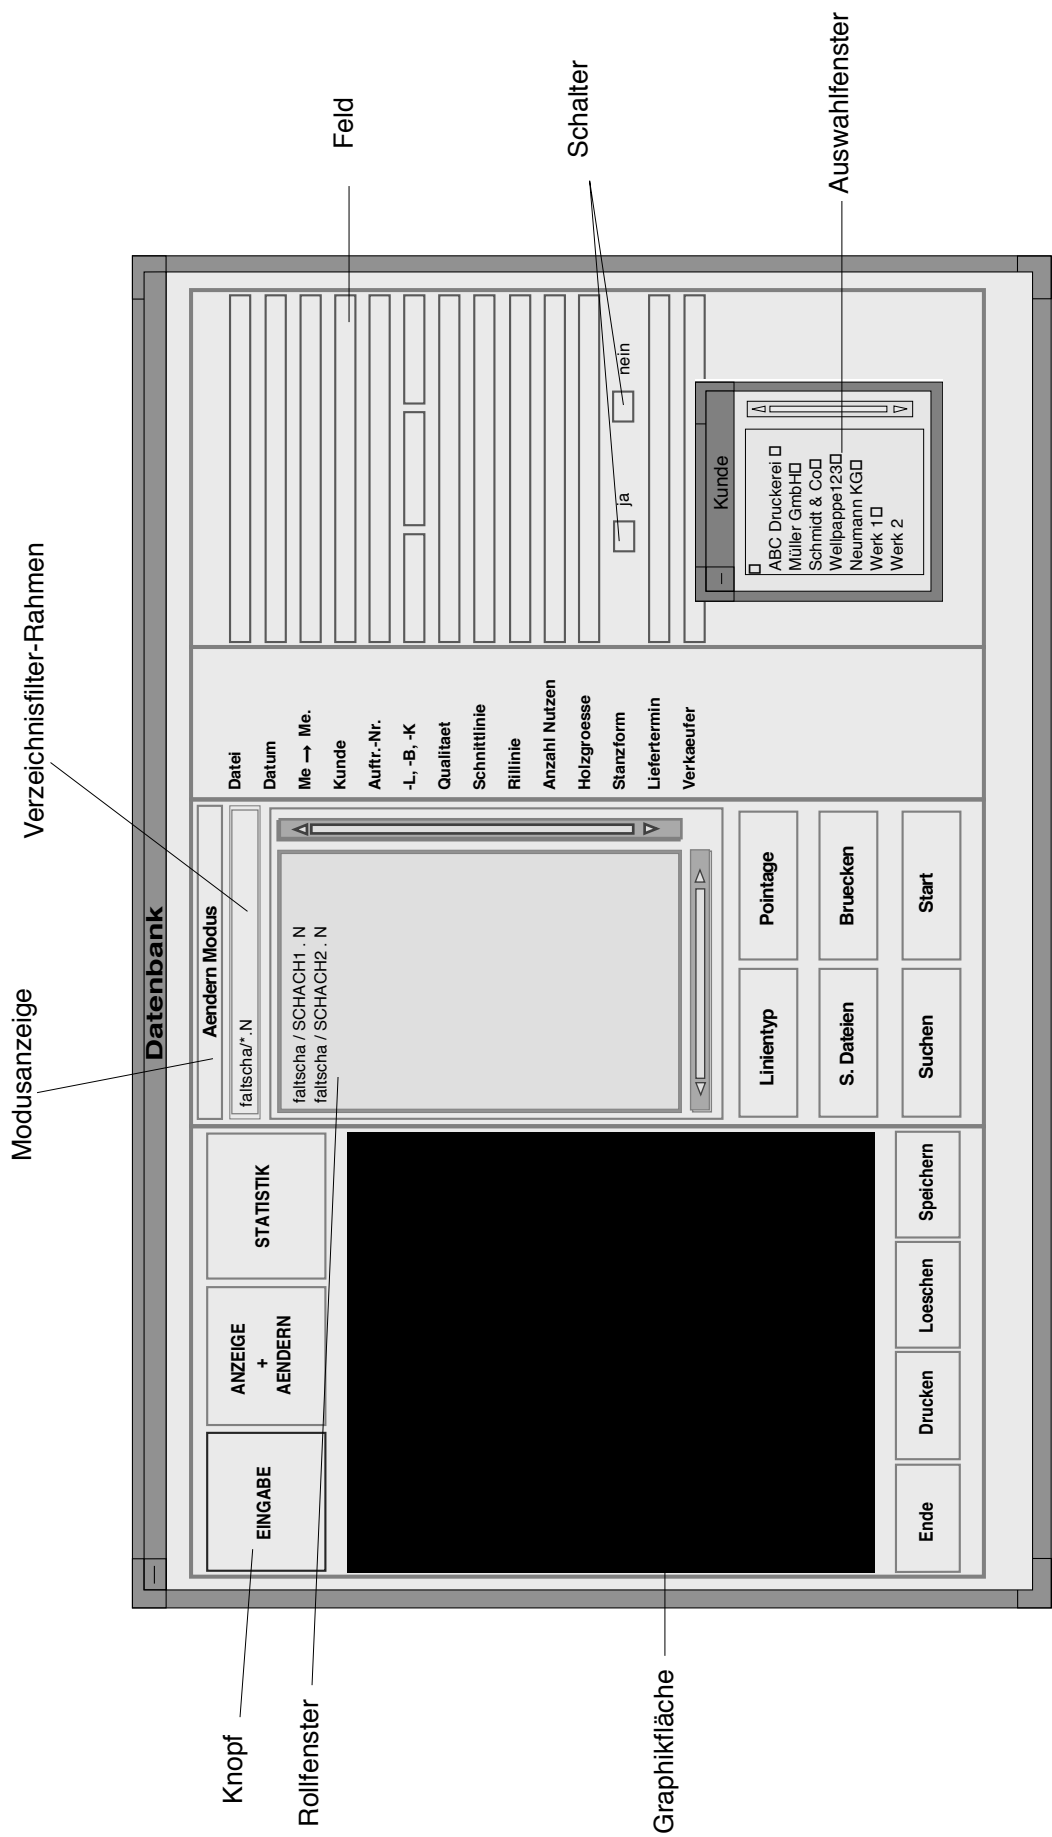 Modusanzeige
Verzeichnisfilter-Rahmen
Knopf
Rollfenster
Graphikfläche
Feld
Schalter
Auswahlfenster
Datenbank
EINGABE
ANZEIGE
+
AENDERN
STATISTIK
Ende
Drucken
Loeschen
Speichern
Aendern Modus
faltscha/*.N
faltscha / SCHACH1 . N
faltscha / SCHACH2 . N
Linientyp
Pointage
S. Dateien
Bruecken
Suchen
Start
Datei
Datum
Me → Me.
Kunde
Auftr.-Nr.
-L, -B, -K
Qualitaet
Schnittlinie
Rillinie
Anzahl Nutzen
Holzgroesse
Stanzform
ja
nein
Liefertermin
Verkaeufer
Kunde
ABC Druckerei
Müller GmbH
Schmidt & Co
Wellpappe123
Neumann KG
Werk 1
Werk 2